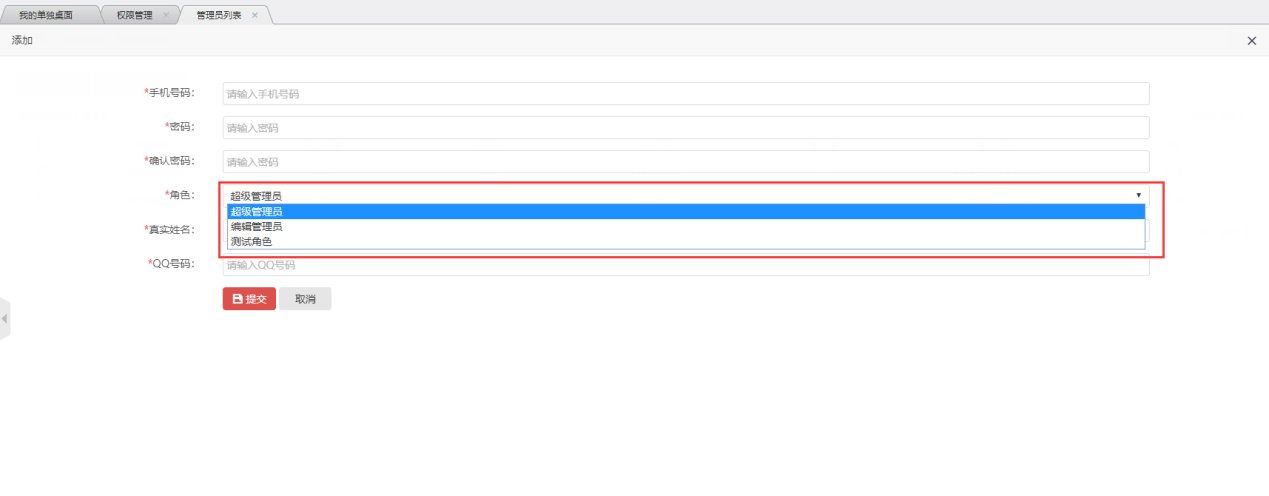 我的单独桌面 权限管理 × 管理员列表 ×
添加 ×
*手机号码: 请输入手机号码
*密码: 请输入密码
*确认密码: 请输入密码
*角色: 超级管理员
超级管理员
编辑管理员
*真实姓名:
测试角色
*QQ号码: 请输入QQ号码
提交 取消